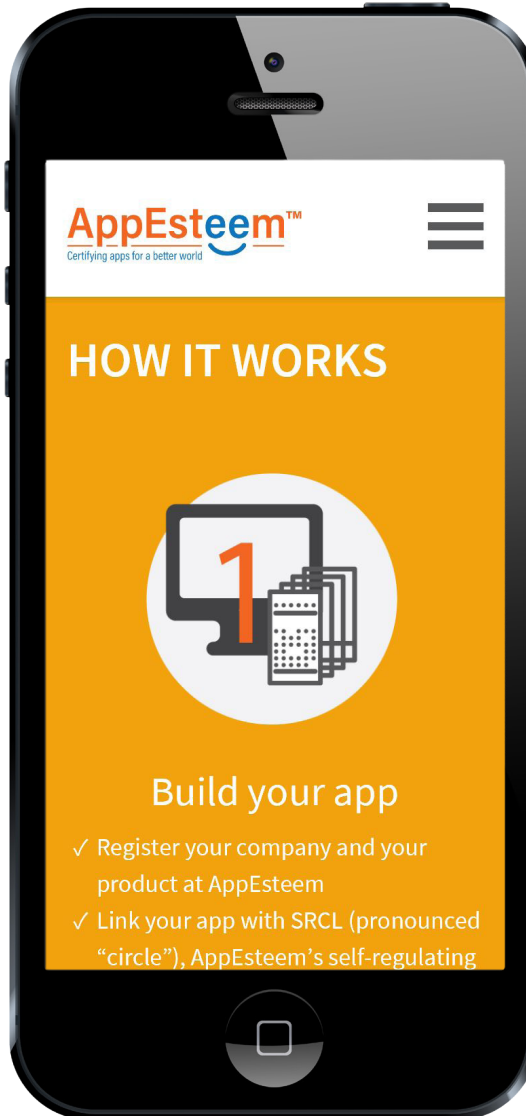 AppEsteem™
Certifying apps for a better world
HOW IT WORKS
1
Build your app
✓ Register your company and your
product at AppEsteem
✓ Link your app with SRCL (pronounced
“circle”), AppEsteem’s self-regulating